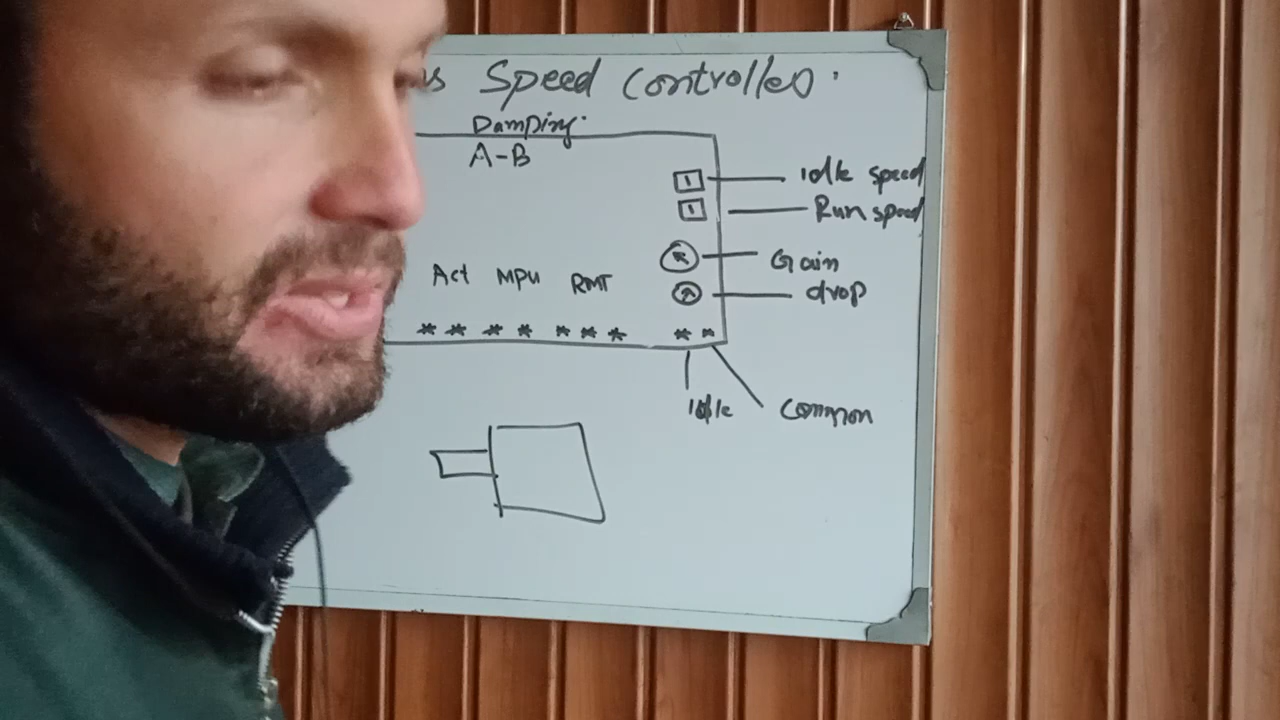 Speed Controller.
Damping.
A-B
Idle speed
Run speed
Gain
drop
Act MPU RMT
** ** *** **
Idle
Common